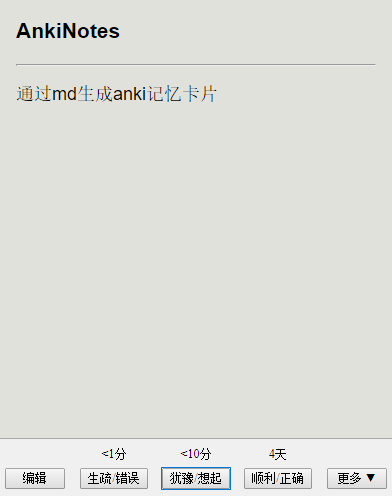 AnkiNotes
通过md生成anki记忆卡片
<1分 <10分 4天
编辑 生疏/错误 犹豫/想起 顺利/正确 更多 ▼